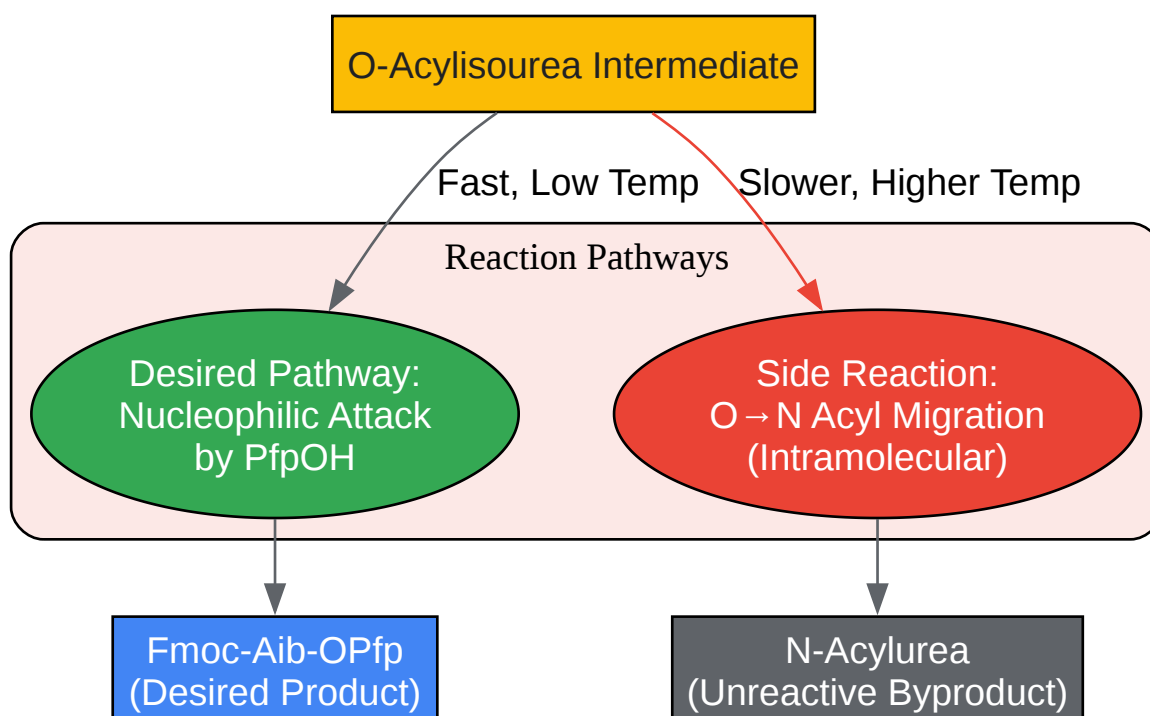 O-Acylisourea Intermediate
Fast, Low Temp
Slower, Higher Temp
Reaction Pathways
Desired Pathway:
Nucleophilic Attack
by PfpOH
Side Reaction:
O→N Acyl Migration
(Intramolecular)
Fmoc-Aib-OPfp
(Desired Product)
N-Acylurea
(Unreactive Byproduct)